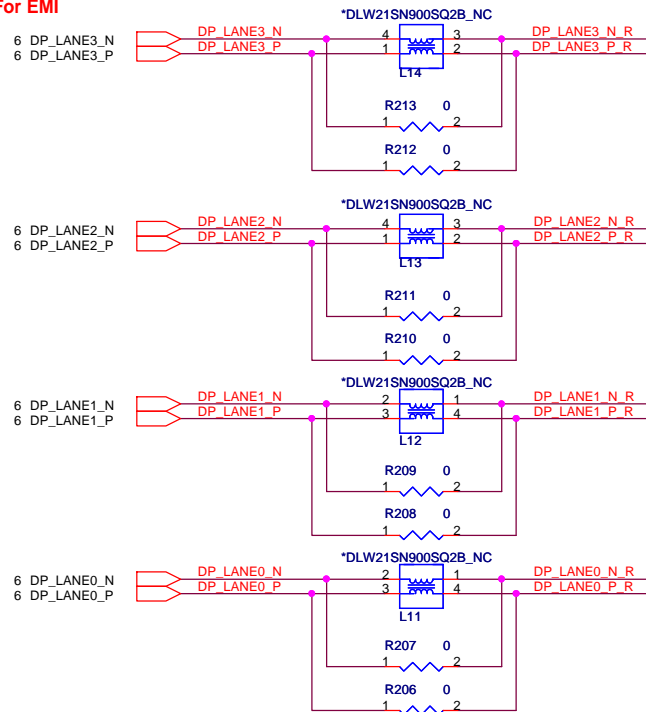 For EMI
*DLW21SN900SQ2B_NC
6 DP_LANE3_N DP_LANE3_N 4 3 DP_LANE3_N_R
6 DP_LANE3_P DP_LANE3_P 1 2 DP_LANE3_P_R
L14
R213 0
1 2
R212 0
1 2
*DLW21SN900SQ2B_NC
6 DP_LANE2_N DP_LANE2_N 4 3 DP_LANE2_N_R
6 DP_LANE2_P DP_LANE2_P 1 2 DP_LANE2_P_R
L13
R211 0
1 2
R210 0
1 2
*DLW21SN900SQ2B_NC
6 DP_LANE1_N DP_LANE1_N 2 1 DP_LANE1_N_R
6 DP_LANE1_P DP_LANE1_P 3 4 DP_LANE1_P_R
L12
R209 0
1 2
R208 0
1 2
*DLW21SN900SQ2B_NC
6 DP_LANE0_N DP_LANE0_N 2 1 DP_LANE0_N_R
6 DP_LANE0_P DP_LANE0_P 3 4 DP_LANE0_P_R
L11
R207 0
1 2
R206 0
1 2